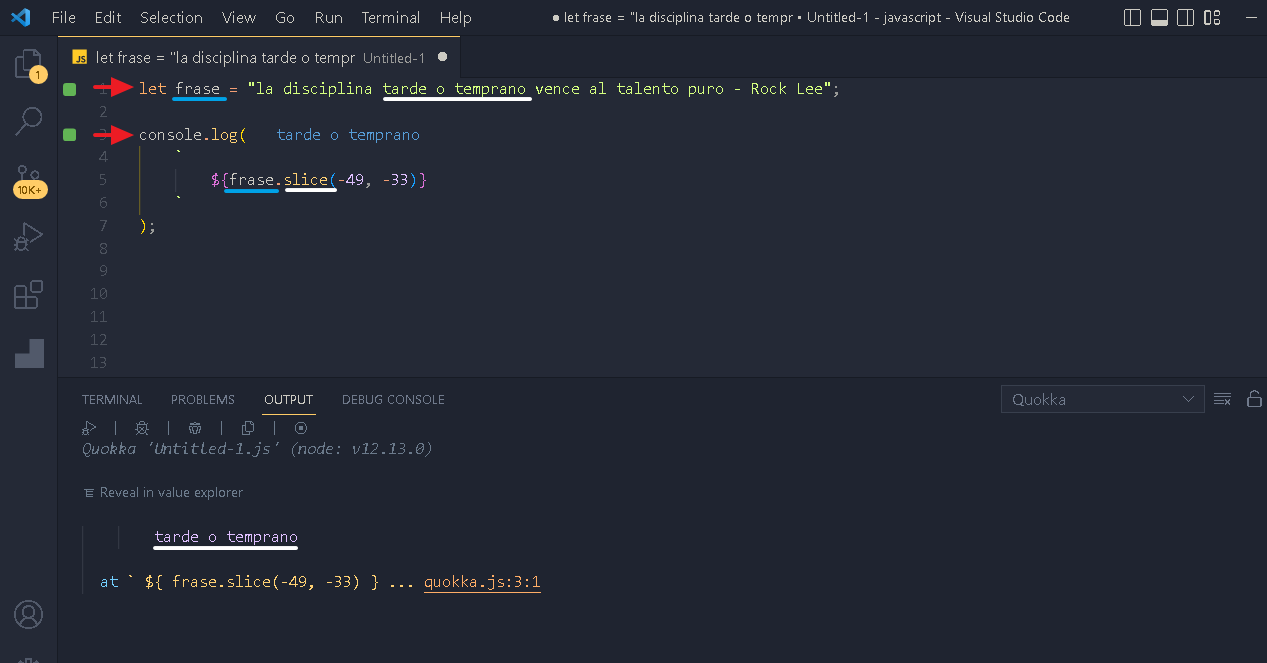 File Edit Selection View Go Run Terminal Help ● let frase = "la disciplina tarde o tempr • Untitled-1 - javascript - Visual Studio Code
JS let frase = "la disciplina tarde o tempr Untitled-1
1
1 let frase = "la disciplina tarde o temprano vence al talento puro - Rock Lee";
2
3 console.log( tarde o temprano
4 `
5 ${frase.slice(-49, -33)}
10K+
6 `
7 );
8
9
10
11
12
13
TERMINAL PROBLEMS OUTPUT DEBUG CONSOLE Quokka
Quokka 'Untitled-1.js' (node: v12.13.0)
Reveal in value explorer
tarde o temprano
at ` ${ frase.slice(-49, -33) } ... quokka.js:3:1